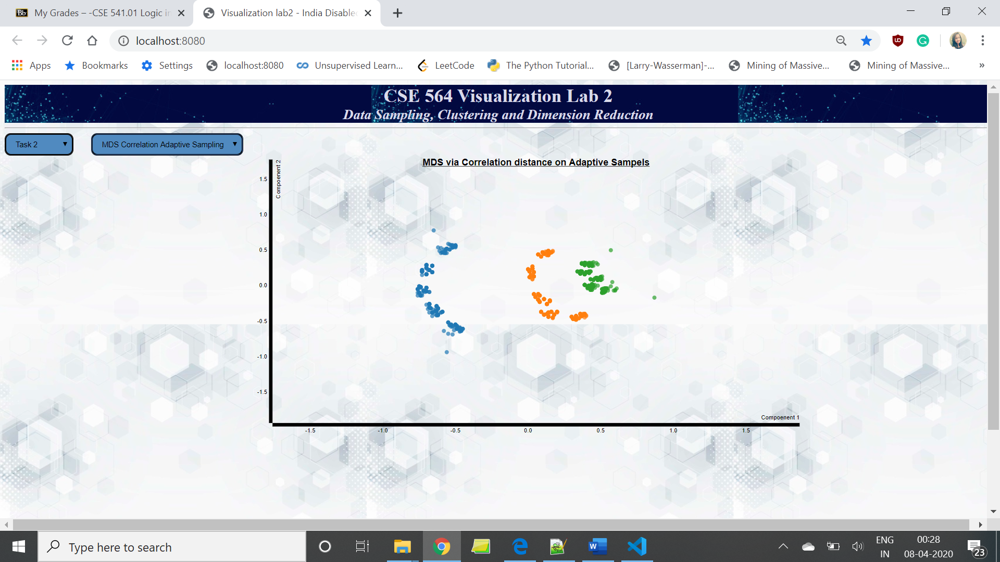 My Grades – -CSE 541.01 Logic in
Visualization lab2 - India Disabled
localhost:8080
Apps
Bookmarks
Settings
localhost:8080
Unsupervised Learn...
LeetCode
The Python Tutorial...
[Larry-Wasserman]-...
Mining of Massive...
Mining of Massive...
»
CSE 564 Visualization Lab 2
Data Sampling, Clustering and Dimension Reduction
Task 2
MDS Correlation Adaptive Sampling
MDS via Correlation distance on Adaptive Sampels
Compoenent 2
1.5
1.0
0.5
0.0
-0.5
-1.0
-1.5
Compoenent 1
-1.5 -1.0 -0.5 0.0 0.5 1.0 1.5
Type here to search
ENG
IN
00:28
08-04-2020
23